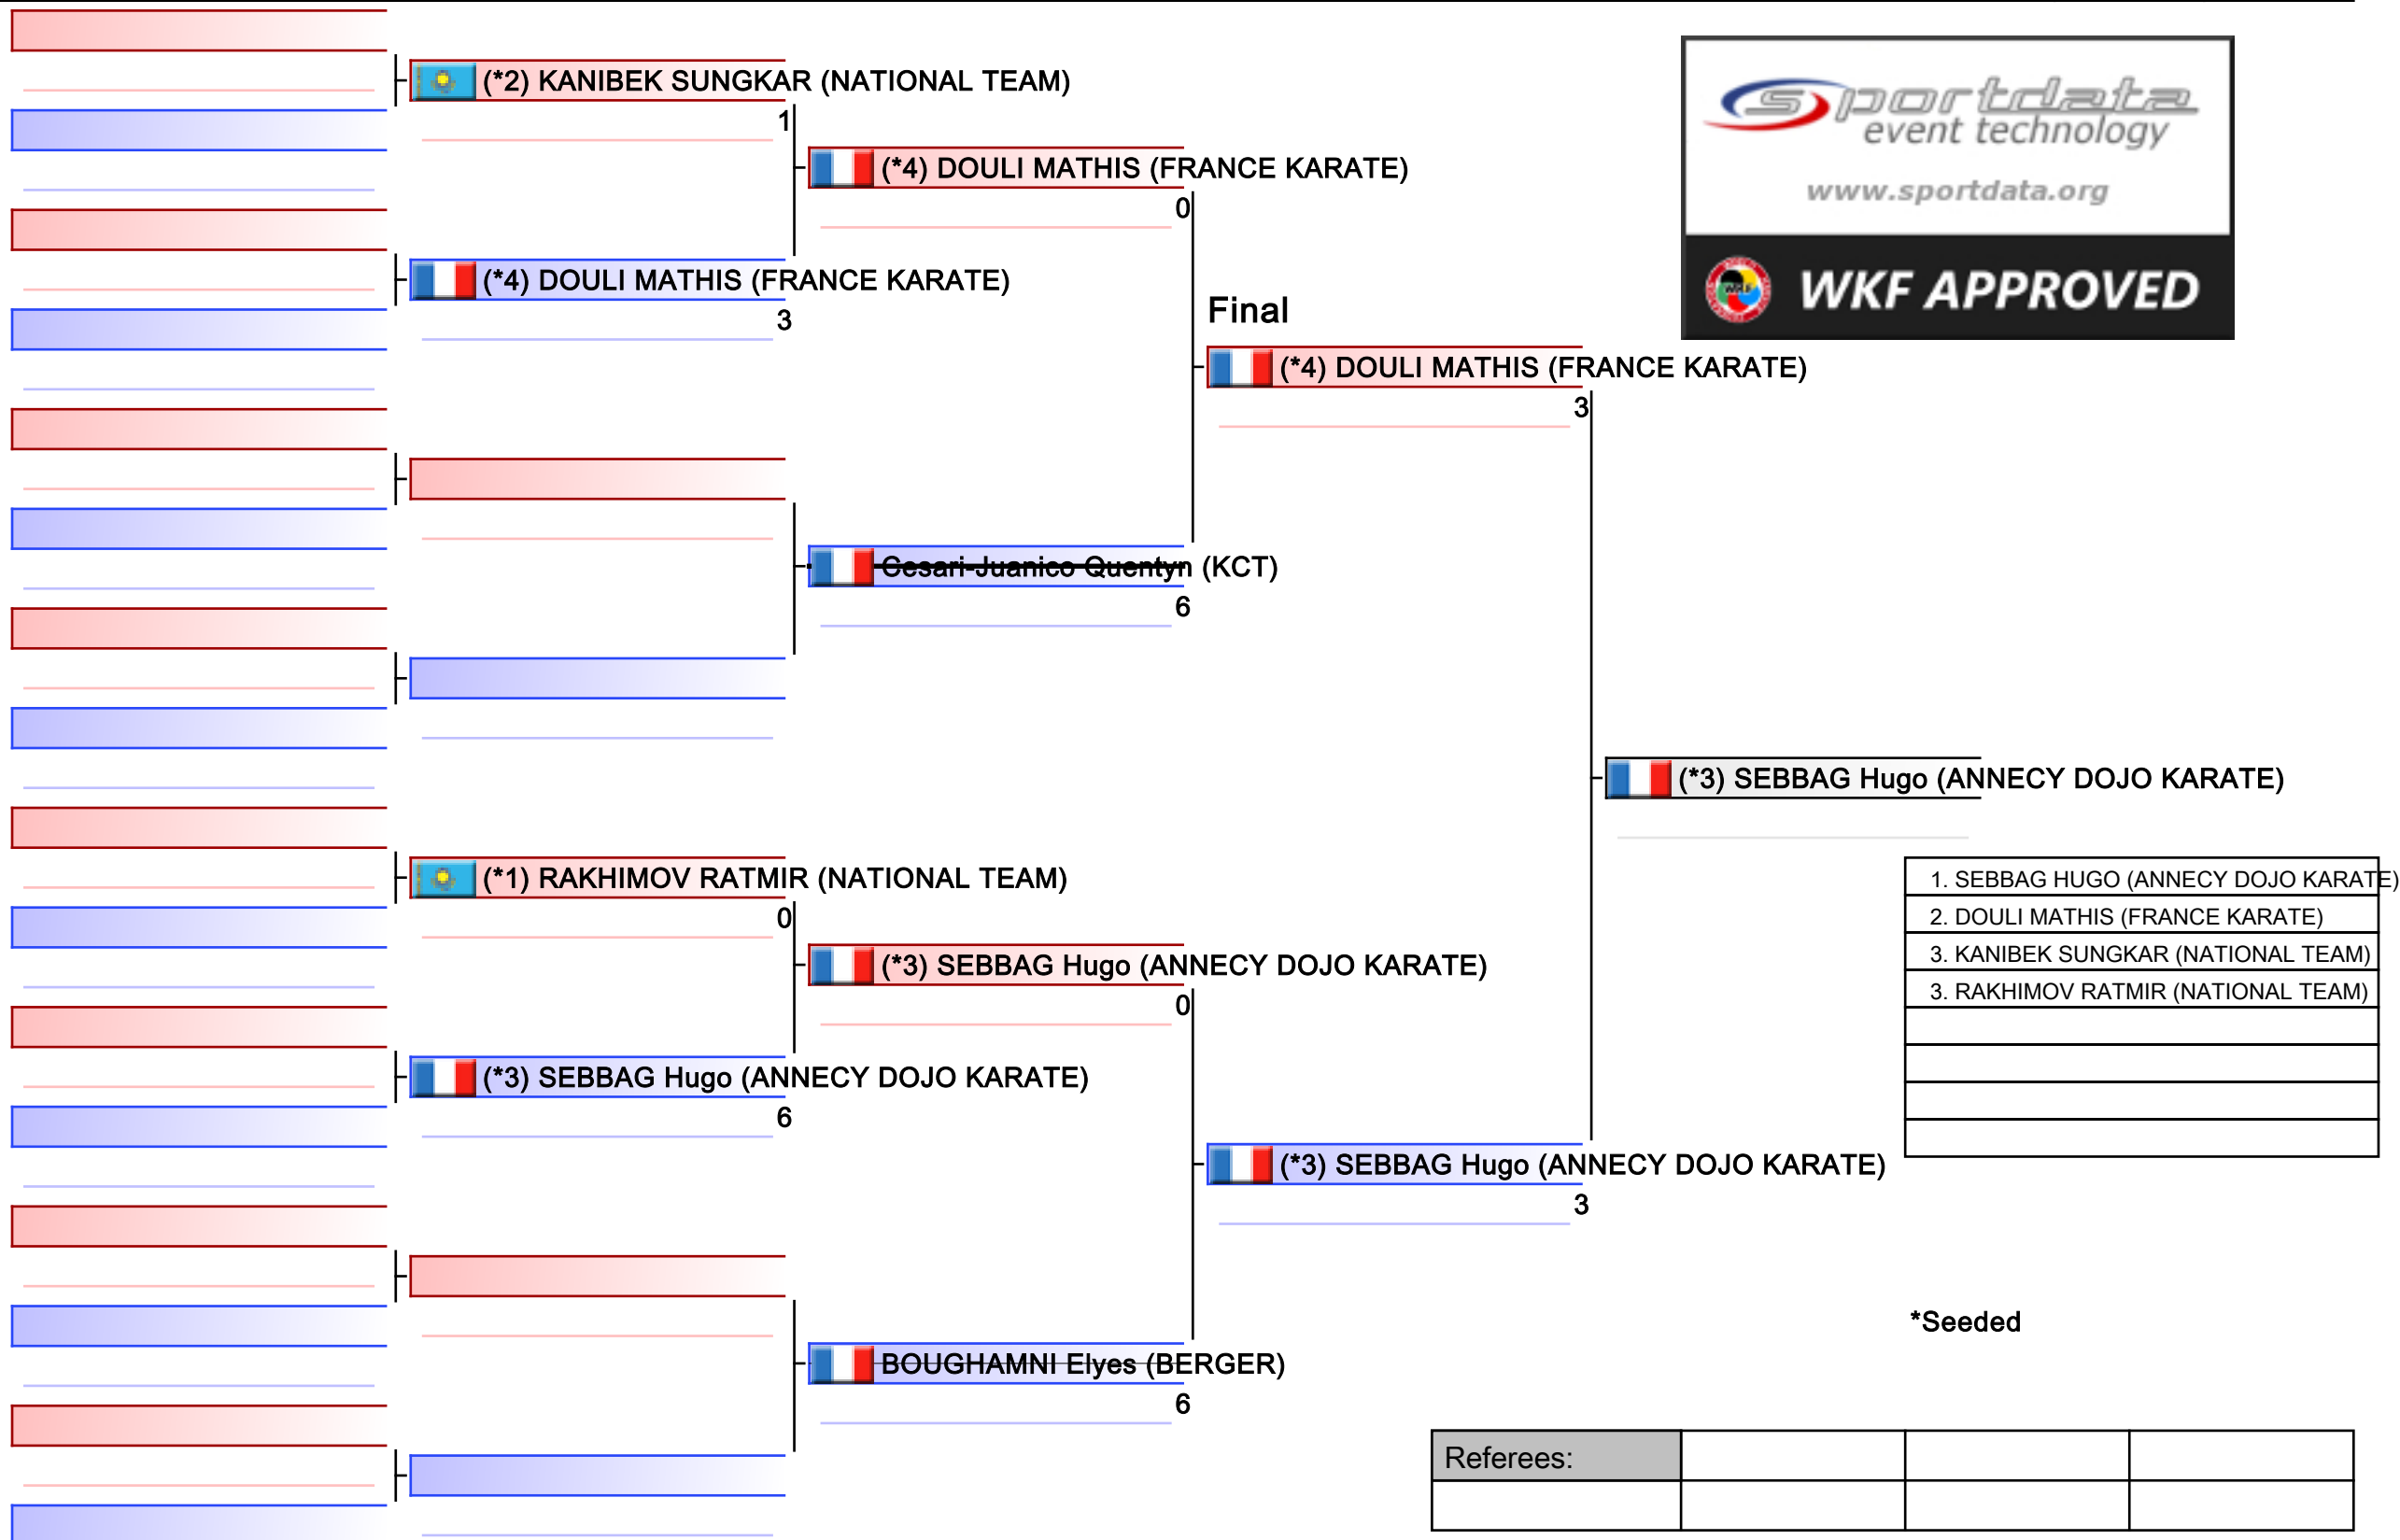 (*2) KANIBEK SUNGKAR (NATIONAL TEAM)
1
(*4) DOULI MATHIS (FRANCE KARATE)
0
(*4) DOULI MATHIS (FRANCE KARATE)
3
Final
(*4) DOULI MATHIS (FRANCE KARATE)
3
Cesari-Juanico Quentyn (KCT)
6
(*3) SEBBAG Hugo (ANNECY DOJO KARATE)
(*1) RAKHIMOV RATMIR (NATIONAL TEAM)
0
(*3) SEBBAG Hugo (ANNECY DOJO KARATE)
0
(*3) SEBBAG Hugo (ANNECY DOJO KARATE)
6
(*3) SEBBAG Hugo (ANNECY DOJO KARATE)
3
BOUGHAMNI Elyes (BERGER)
6
sportdata
event technology
www.sportdata.org
WKF APPROVED
1. SEBBAG HUGO (ANNECY DOJO KARATE)
2. DOULI MATHIS (FRANCE KARATE)
3. KANIBEK SUNGKAR (NATIONAL TEAM)
3. RAKHIMOV RATMIR (NATIONAL TEAM)
*Seeded
Referees: